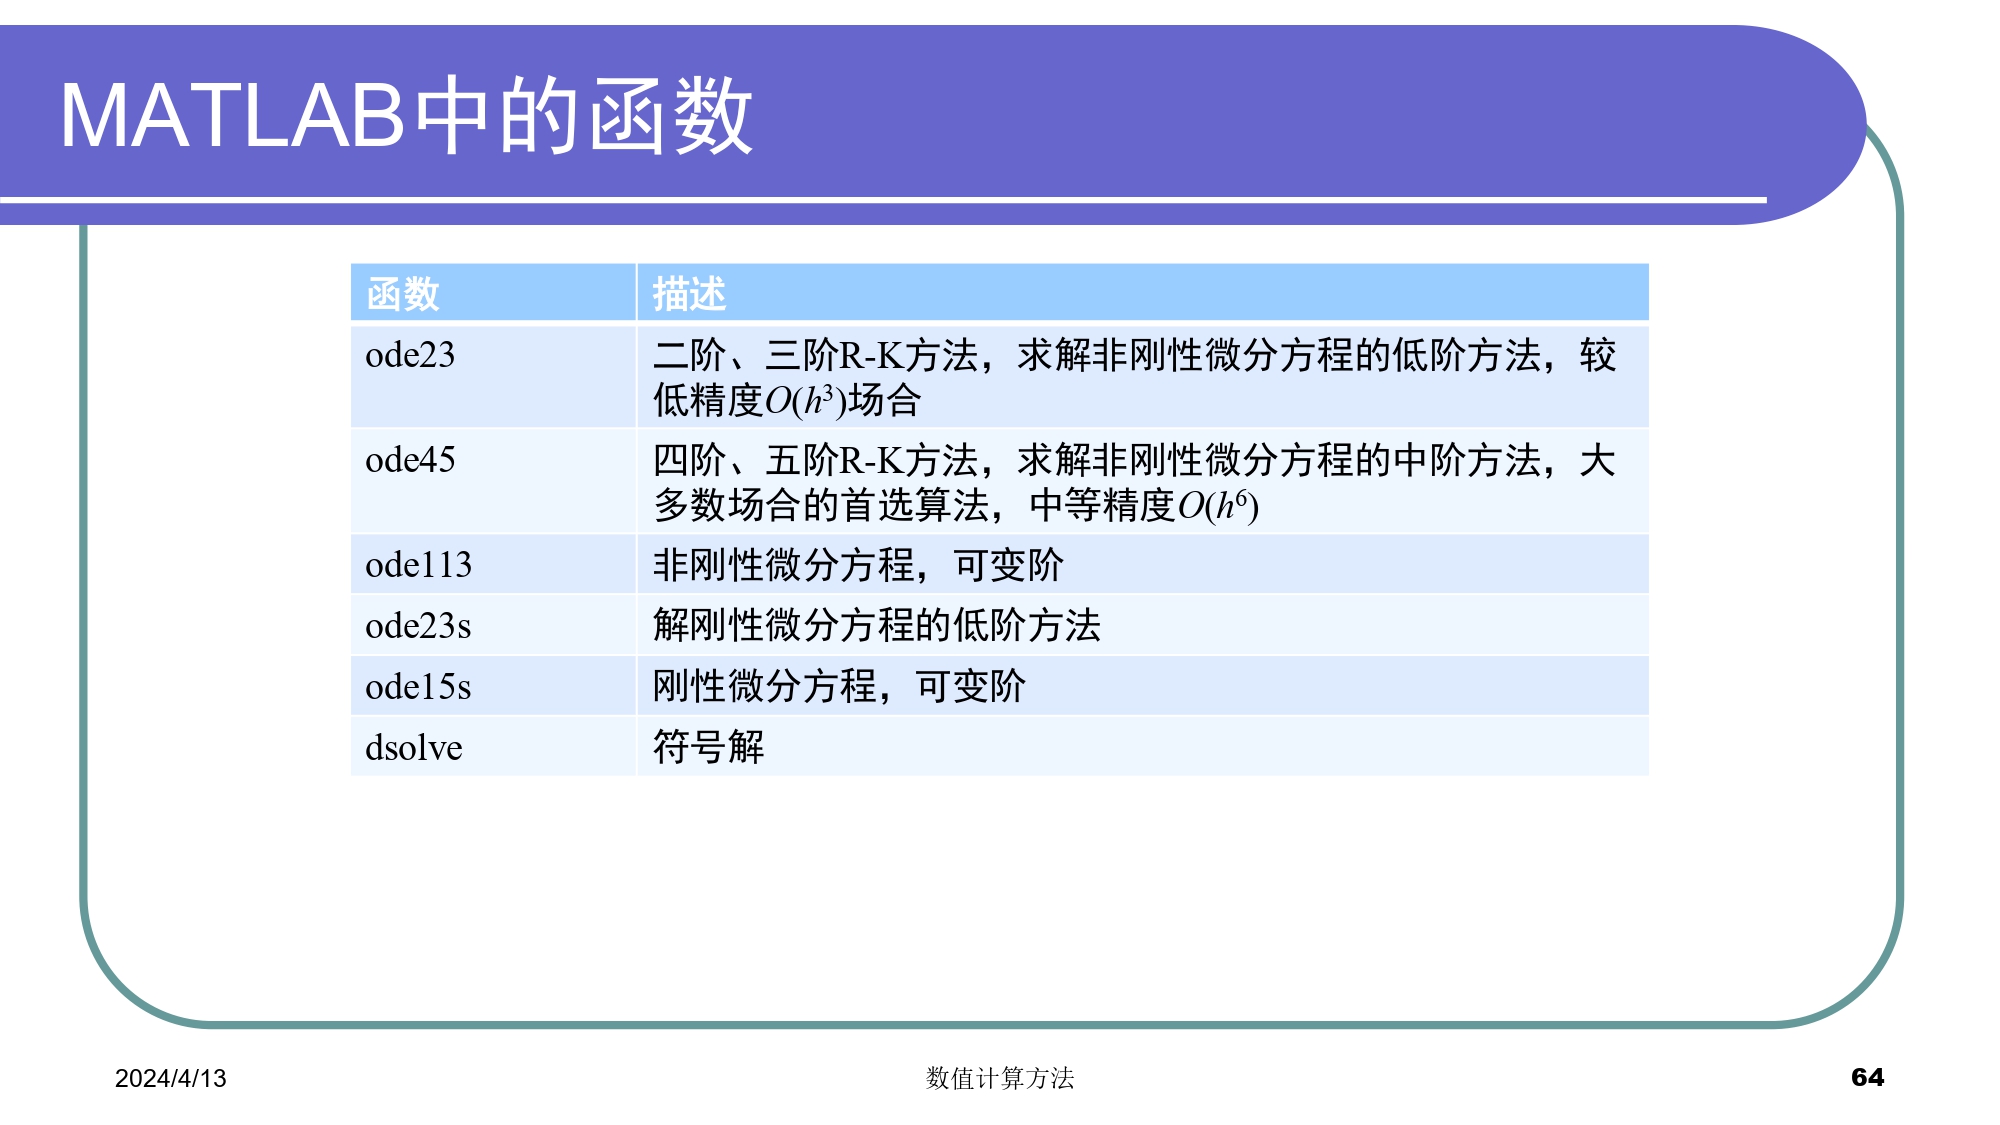 MATLAB中的函数
函数 描述
ode23 二阶、三阶R-K方法，求解非刚性微分方程的低阶方法，较
低精度O(h³)场合
ode45 四阶、五阶R-K方法，求解非刚性微分方程的中阶方法，大
多数场合的首选算法，中等精度O(h⁶)
ode113 非刚性微分方程，可变阶
ode23s 解刚性微分方程的低阶方法
ode15s 刚性微分方程，可变阶
dsolve 符号解
2024/4/13 数值计算方法 64